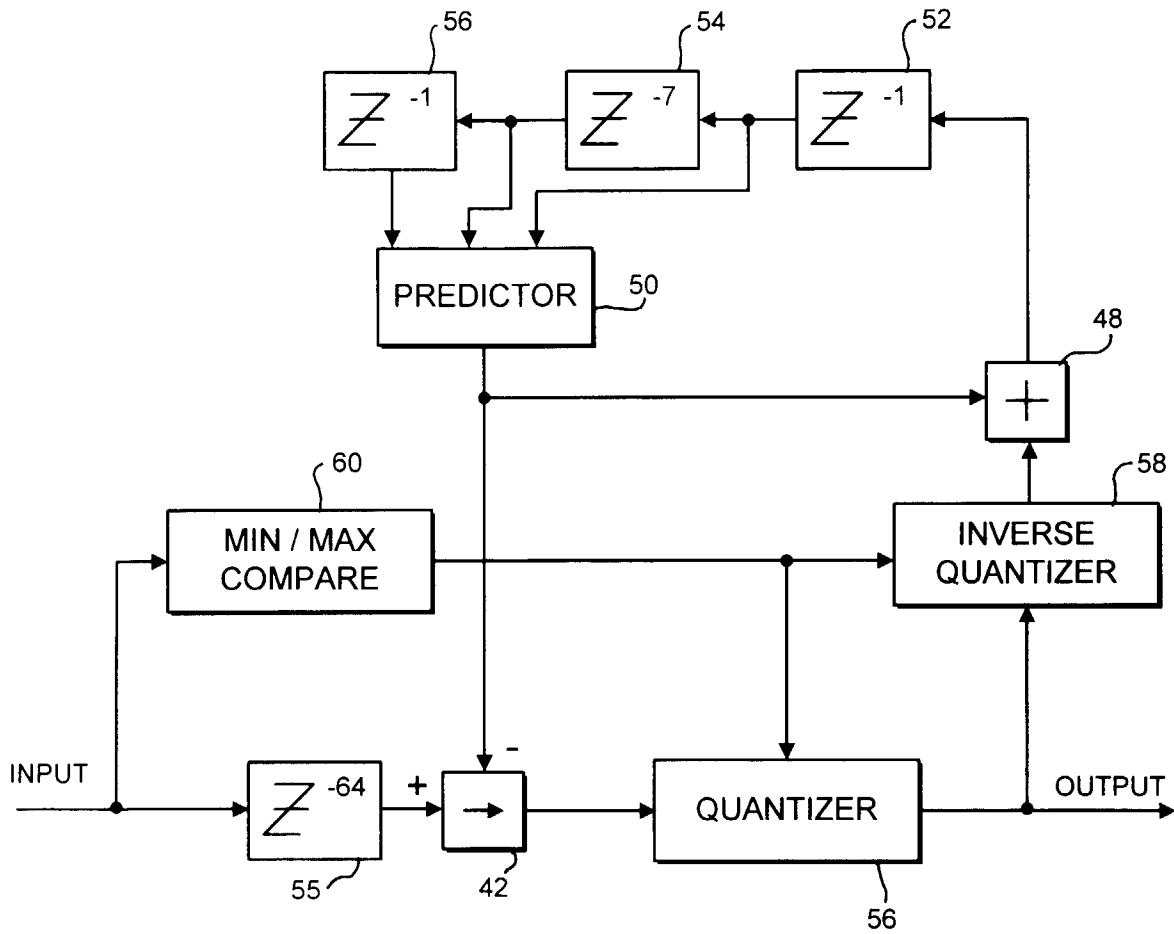 56
54
52
Z -1
Z -7
Z -1
PREDICTOR
50
48
+
60
58
MIN / MAX
COMPARE
INVERSE
QUANTIZER
-
INPUT
Z -64
+
QUANTIZER
OUTPUT
55
42
56